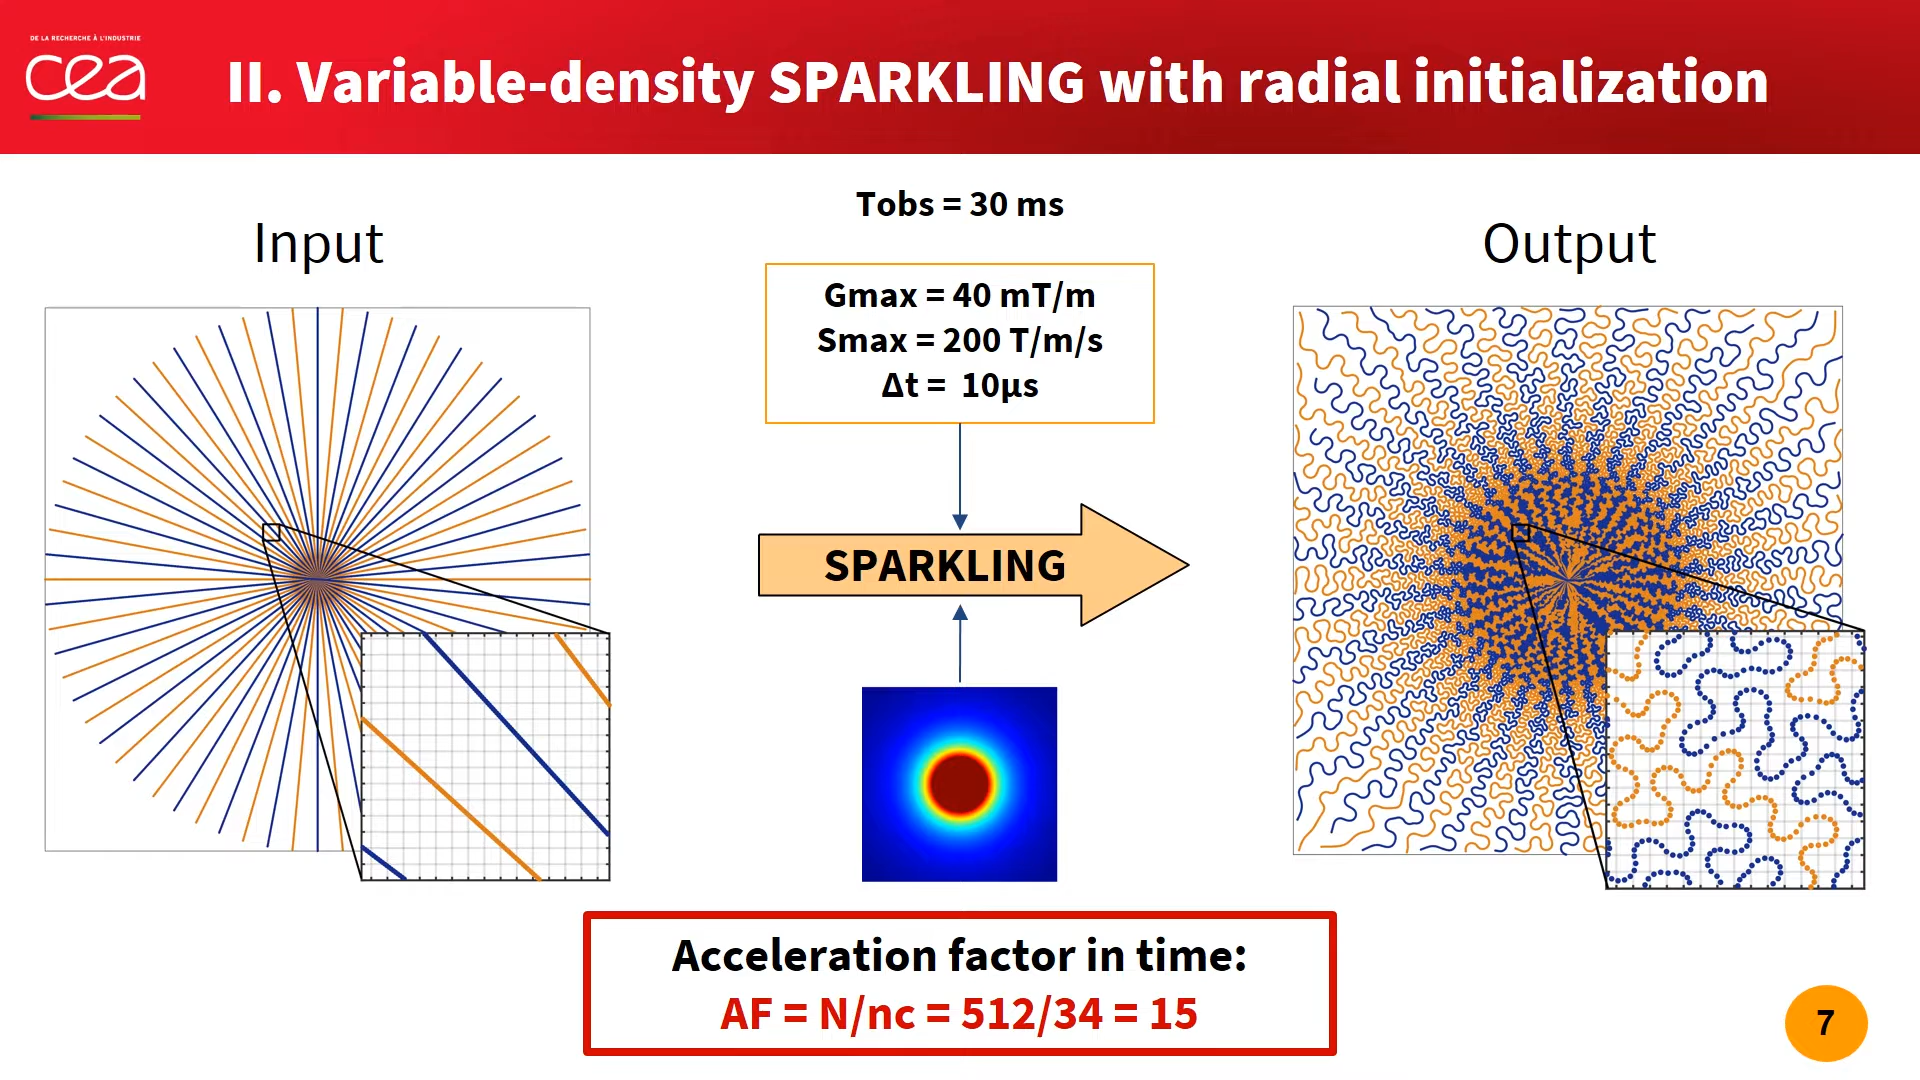 DE LA RECHERCHE À L'INDUSTRIE
cea
II. Variable-density SPARKLING with radial initialization
Tobs = 30 ms
Input
Output
Gmax = 40 mT/m
Smax = 200 T/m/s
Δt = 10µs
SPARKLING
Acceleration factor in time:
AF = N/nc = 512/34 = 15
7